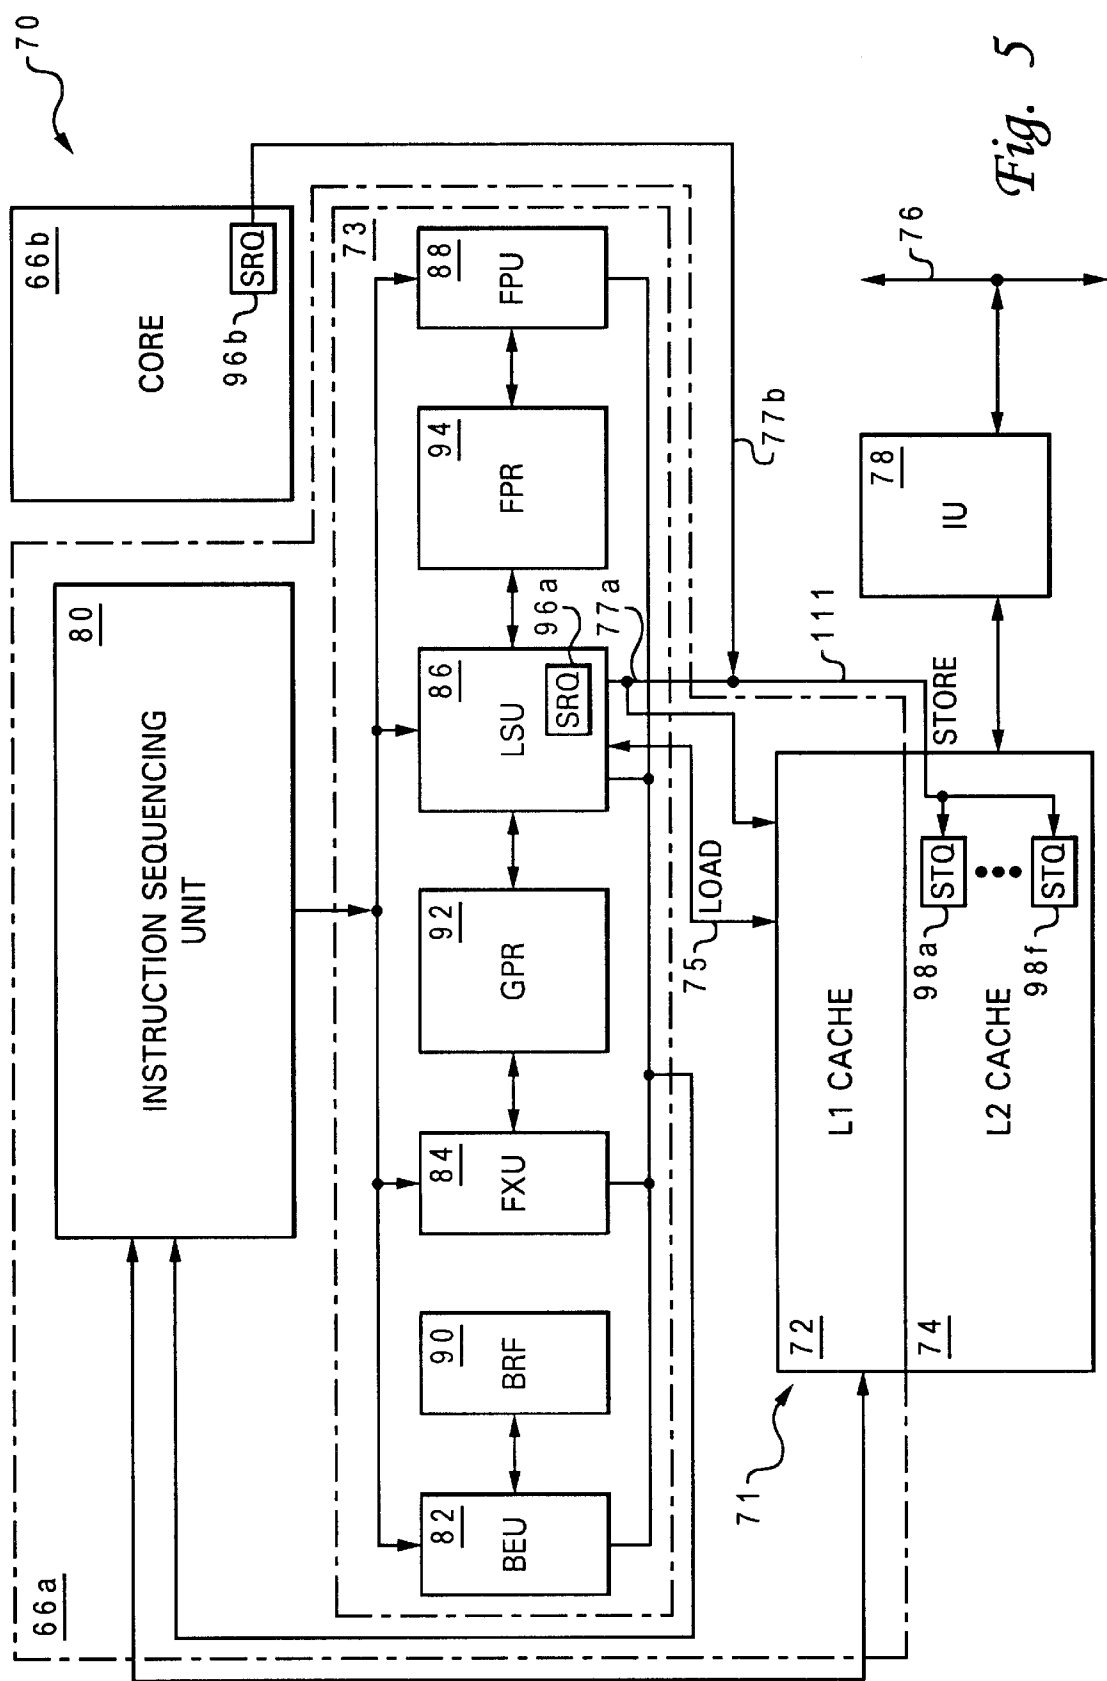 70
66a
80
INSTRUCTION SEQUENCING
UNIT
66b
CORE
SRQ
96b
73
82
BEU
90
BRF
84
FXU
92
GPR
86
LSU
SRQ
96a
94
FPR
88
FPU
77a
77b
75
LOAD
111
STORE
71
72
L1 CACHE
74
L2 CACHE
98a
STQ
98f
STQ
78
IU
76
Fig. 5